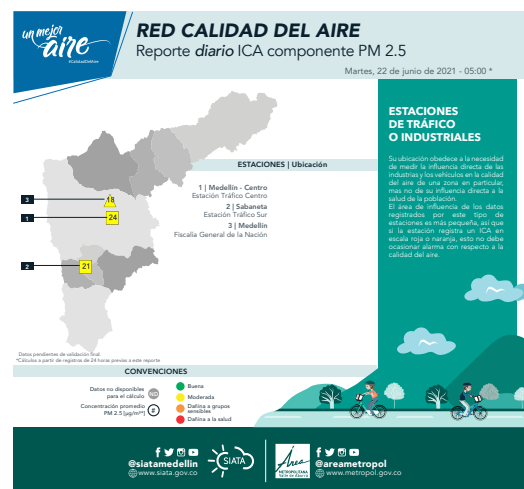 un mejor
aire
#CalidadDelAire
RED CALIDAD DEL AIRE
Reporte diario ICA componente PM 2.5
Martes, 22 de junio de 2021 - 05:00 *
ESTACIONES | Ubicación
1 | Medellín - Centro
Estación Tráfico Centro
2 | Sabaneta
Estación Tráfico Sur
3 | Medellín
Fiscalía General de la Nación
3
18
1
24
2
21
ESTACIONES
DE TRÁFICO
O INDUSTRIALES
Su ubicación obedece a la necesidad
de medir la influencia directa de las
industrias y los vehículos en la calidad
del aire de una zona en particular,
mas no de su influencia directa a la
salud de la población.
El área de influencia de los datos
registrados por este tipo de
estaciones es más pequeña, así que
si la estación registra un ICA en
escala roja o naranja, esto no debe
ocasionar alarma con respecto a la
calidad del aire.
Datos pendientes de validación final.
*Cálculos a partir de registros de 24 horas previas a este reporte
CONVENCIONES
Datos no disponibles
para el cálculo
ND
Concentración promedio
PM 2.5 (µg/m³)
#
Buena
Moderada
Dañina a grupos
sensibles
Dañina a la salud
@siatamedellin
www.siata.gov.co
SIATA
Área
METROPOLITANA
Valle de Aburrá
@areametropol
www.metropol.gov.co